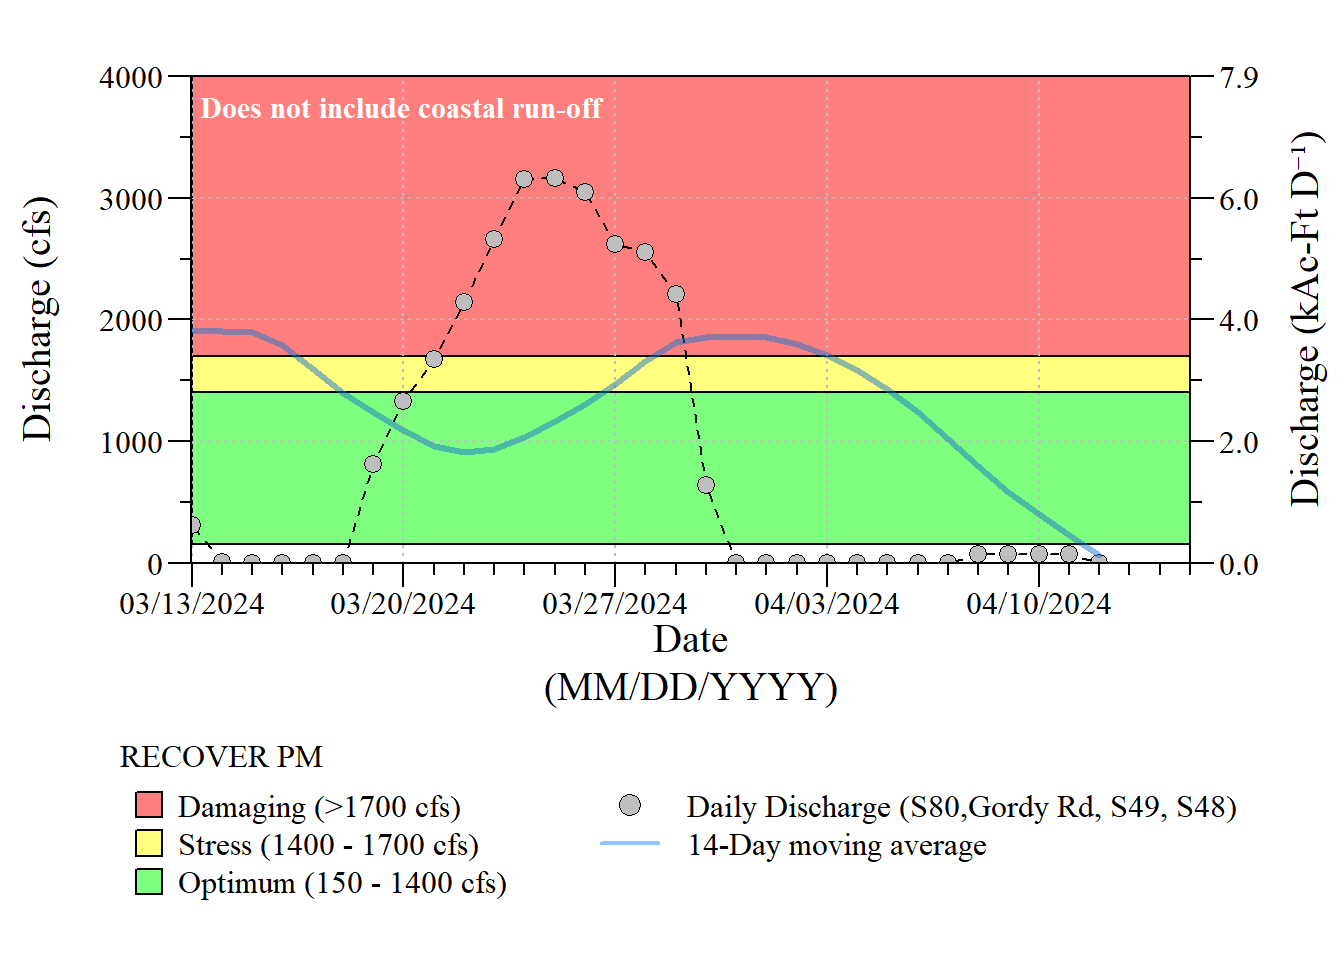 4000
3000
2000
1000
0
Discharge (cfs)
Does not include coastal run-off
7.9
6.0
4.0
2.0
0.0
Discharge (kAc-Ft D⁻¹)
03/13/2024 03/20/2024 03/27/2024 04/03/2024 04/10/2024
Date
(MM/DD/YYYY)
RECOVER PM
Damaging (>1700 cfs)
Stress (1400 - 1700 cfs)
Optimum (150 - 1400 cfs)
Daily Discharge (S80,Gordy Rd, S49, S48)
14-Day moving average